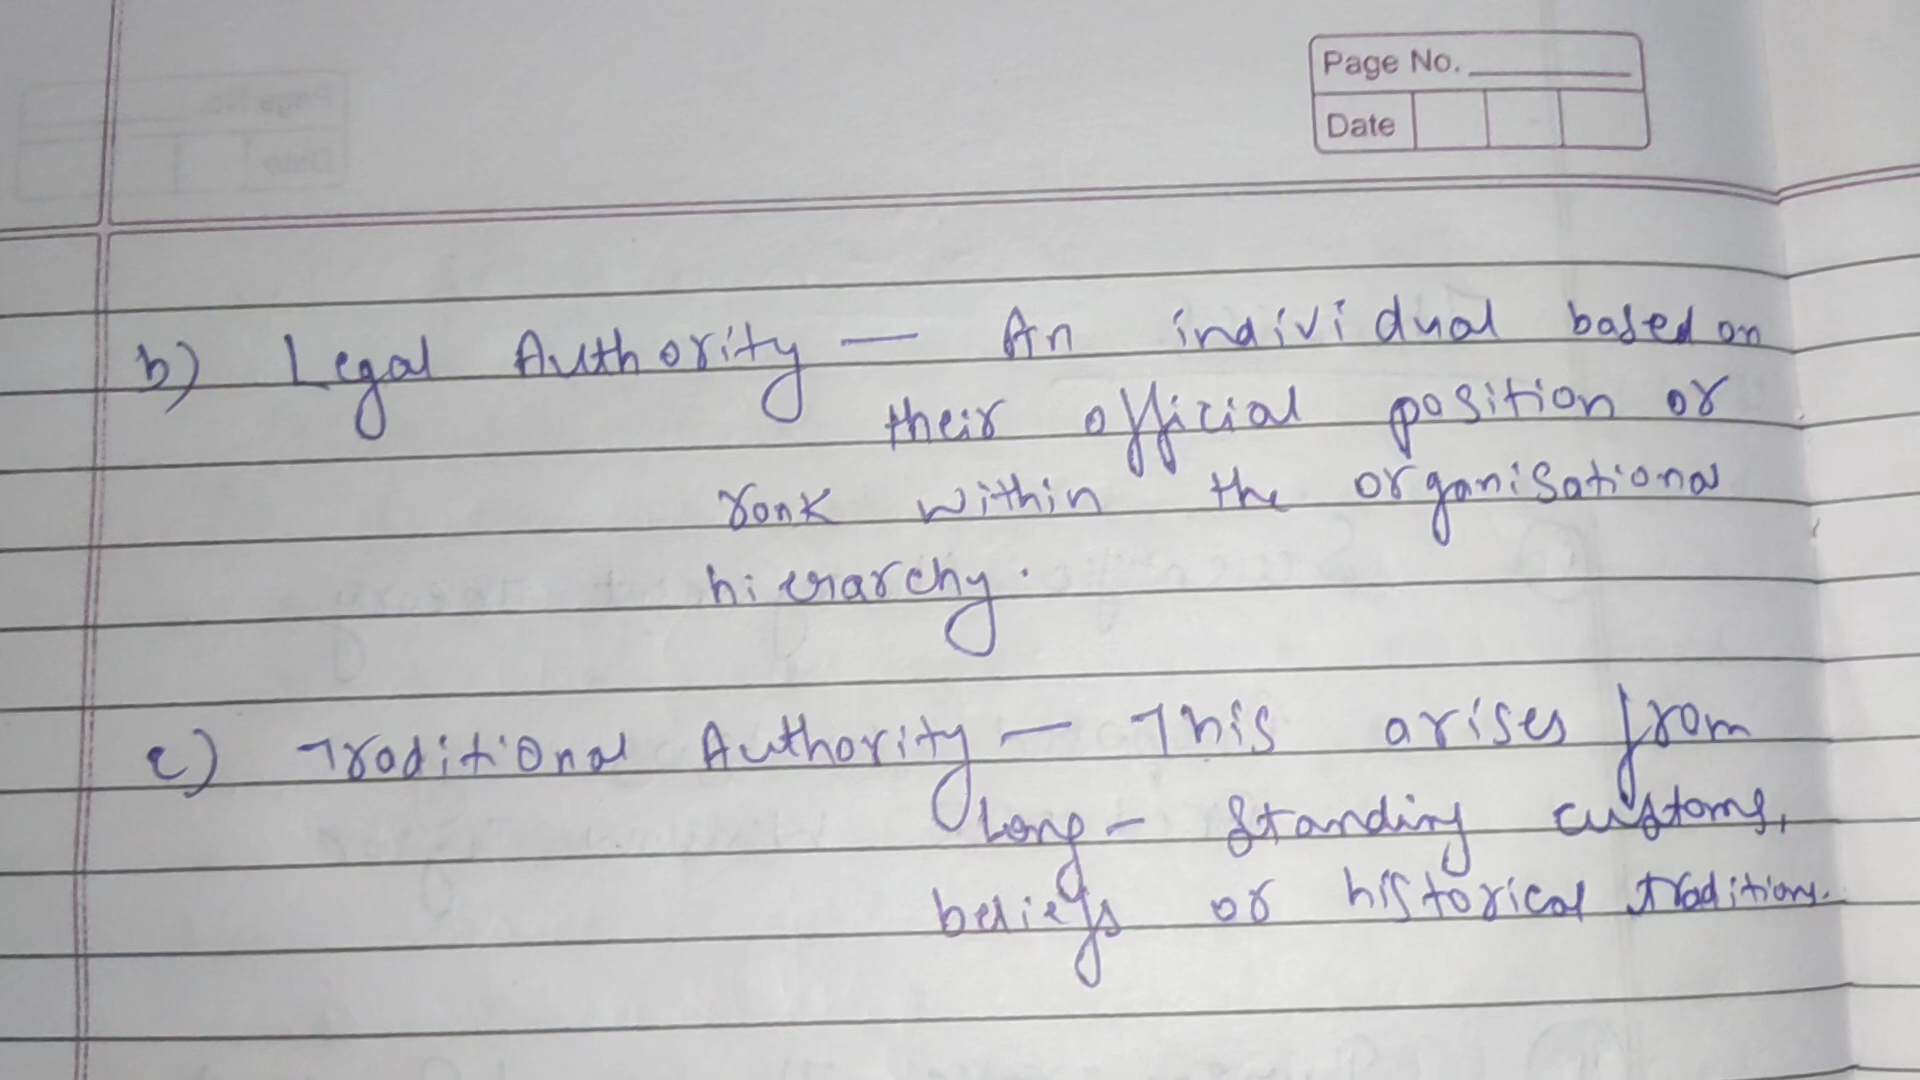 Page No.
Date
b) Legal Authority — An individual based on
their official position or
rank within the organisational
hierarchy.
c) Traditional Authority — This arises from
Long - standing customs,
beliefs or historical traditions.